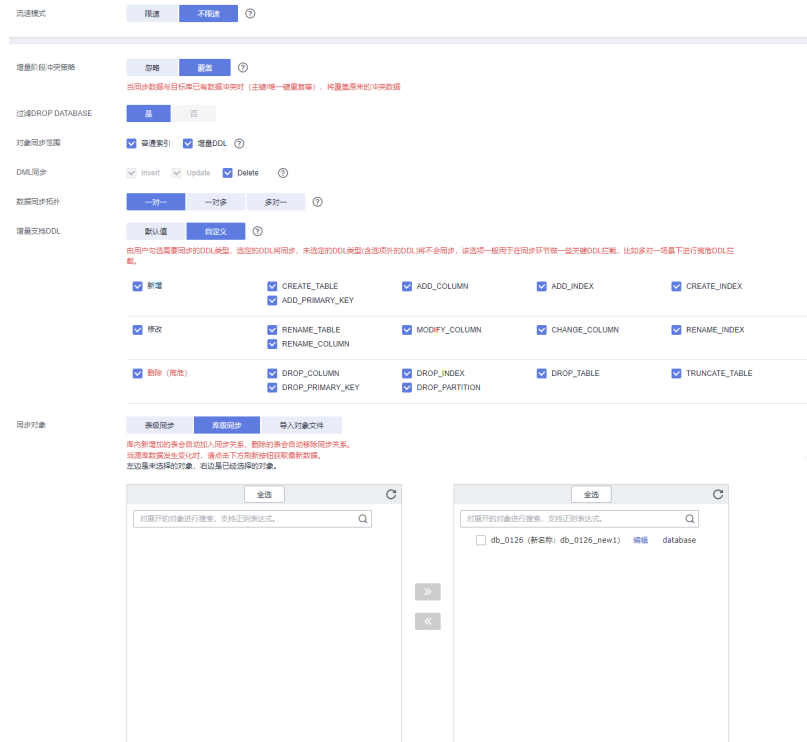 流速模式 限速 不限速
增量阶段冲突策略 忽略 覆盖
当同步数据与目标库已有数据冲突时（主键/唯一键重复等），将覆盖原来的冲突数据
过滤DROP DATABASE 是 否
对象同步范围 普通索引 增量DDL
DML同步 Insert Update Delete
数据同步拓扑 一对一 一对多 多对一
增量支持DDL 默认值 自定义
由用户勾选需要同步的DDL类型，选定的DDL将同步，未选定的DDL类型(含选项外的DDL)将不会同步，该选项一般用于在同步环节做一些关键DDL拦截，比如多对一场景下进行高危DDL拦
截。
新增 CREATE_TABLE ADD_COLUMN ADD_INDEX CREATE_INDEX
ADD_PRIMARY_KEY
修改 RENAME_TABLE MODIFY_COLUMN CHANGE_COLUMN RENAME_INDEX
RENAME_COLUMN
删除（高危） DROP_COLUMN DROP_INDEX DROP_TABLE TRUNCATE_TABLE
DROP_PRIMARY_KEY DROP_PARTITION
同步对象 表级同步 库级同步 导入对象文件
库内新增加的表会自动加入同步关系，删除的表会自动移除同步关系。
当源库数据发生变化时，请点击下方刷新按钮获取最新数据。
左边是未选择的对象，右边是已经选择的对象。
全选 全选
对展开的对象进行搜索，支持正则表达式。 对展开的对象进行搜索，支持正则表达式。
db_0126（新名称：db_0126_new1） 编辑 database